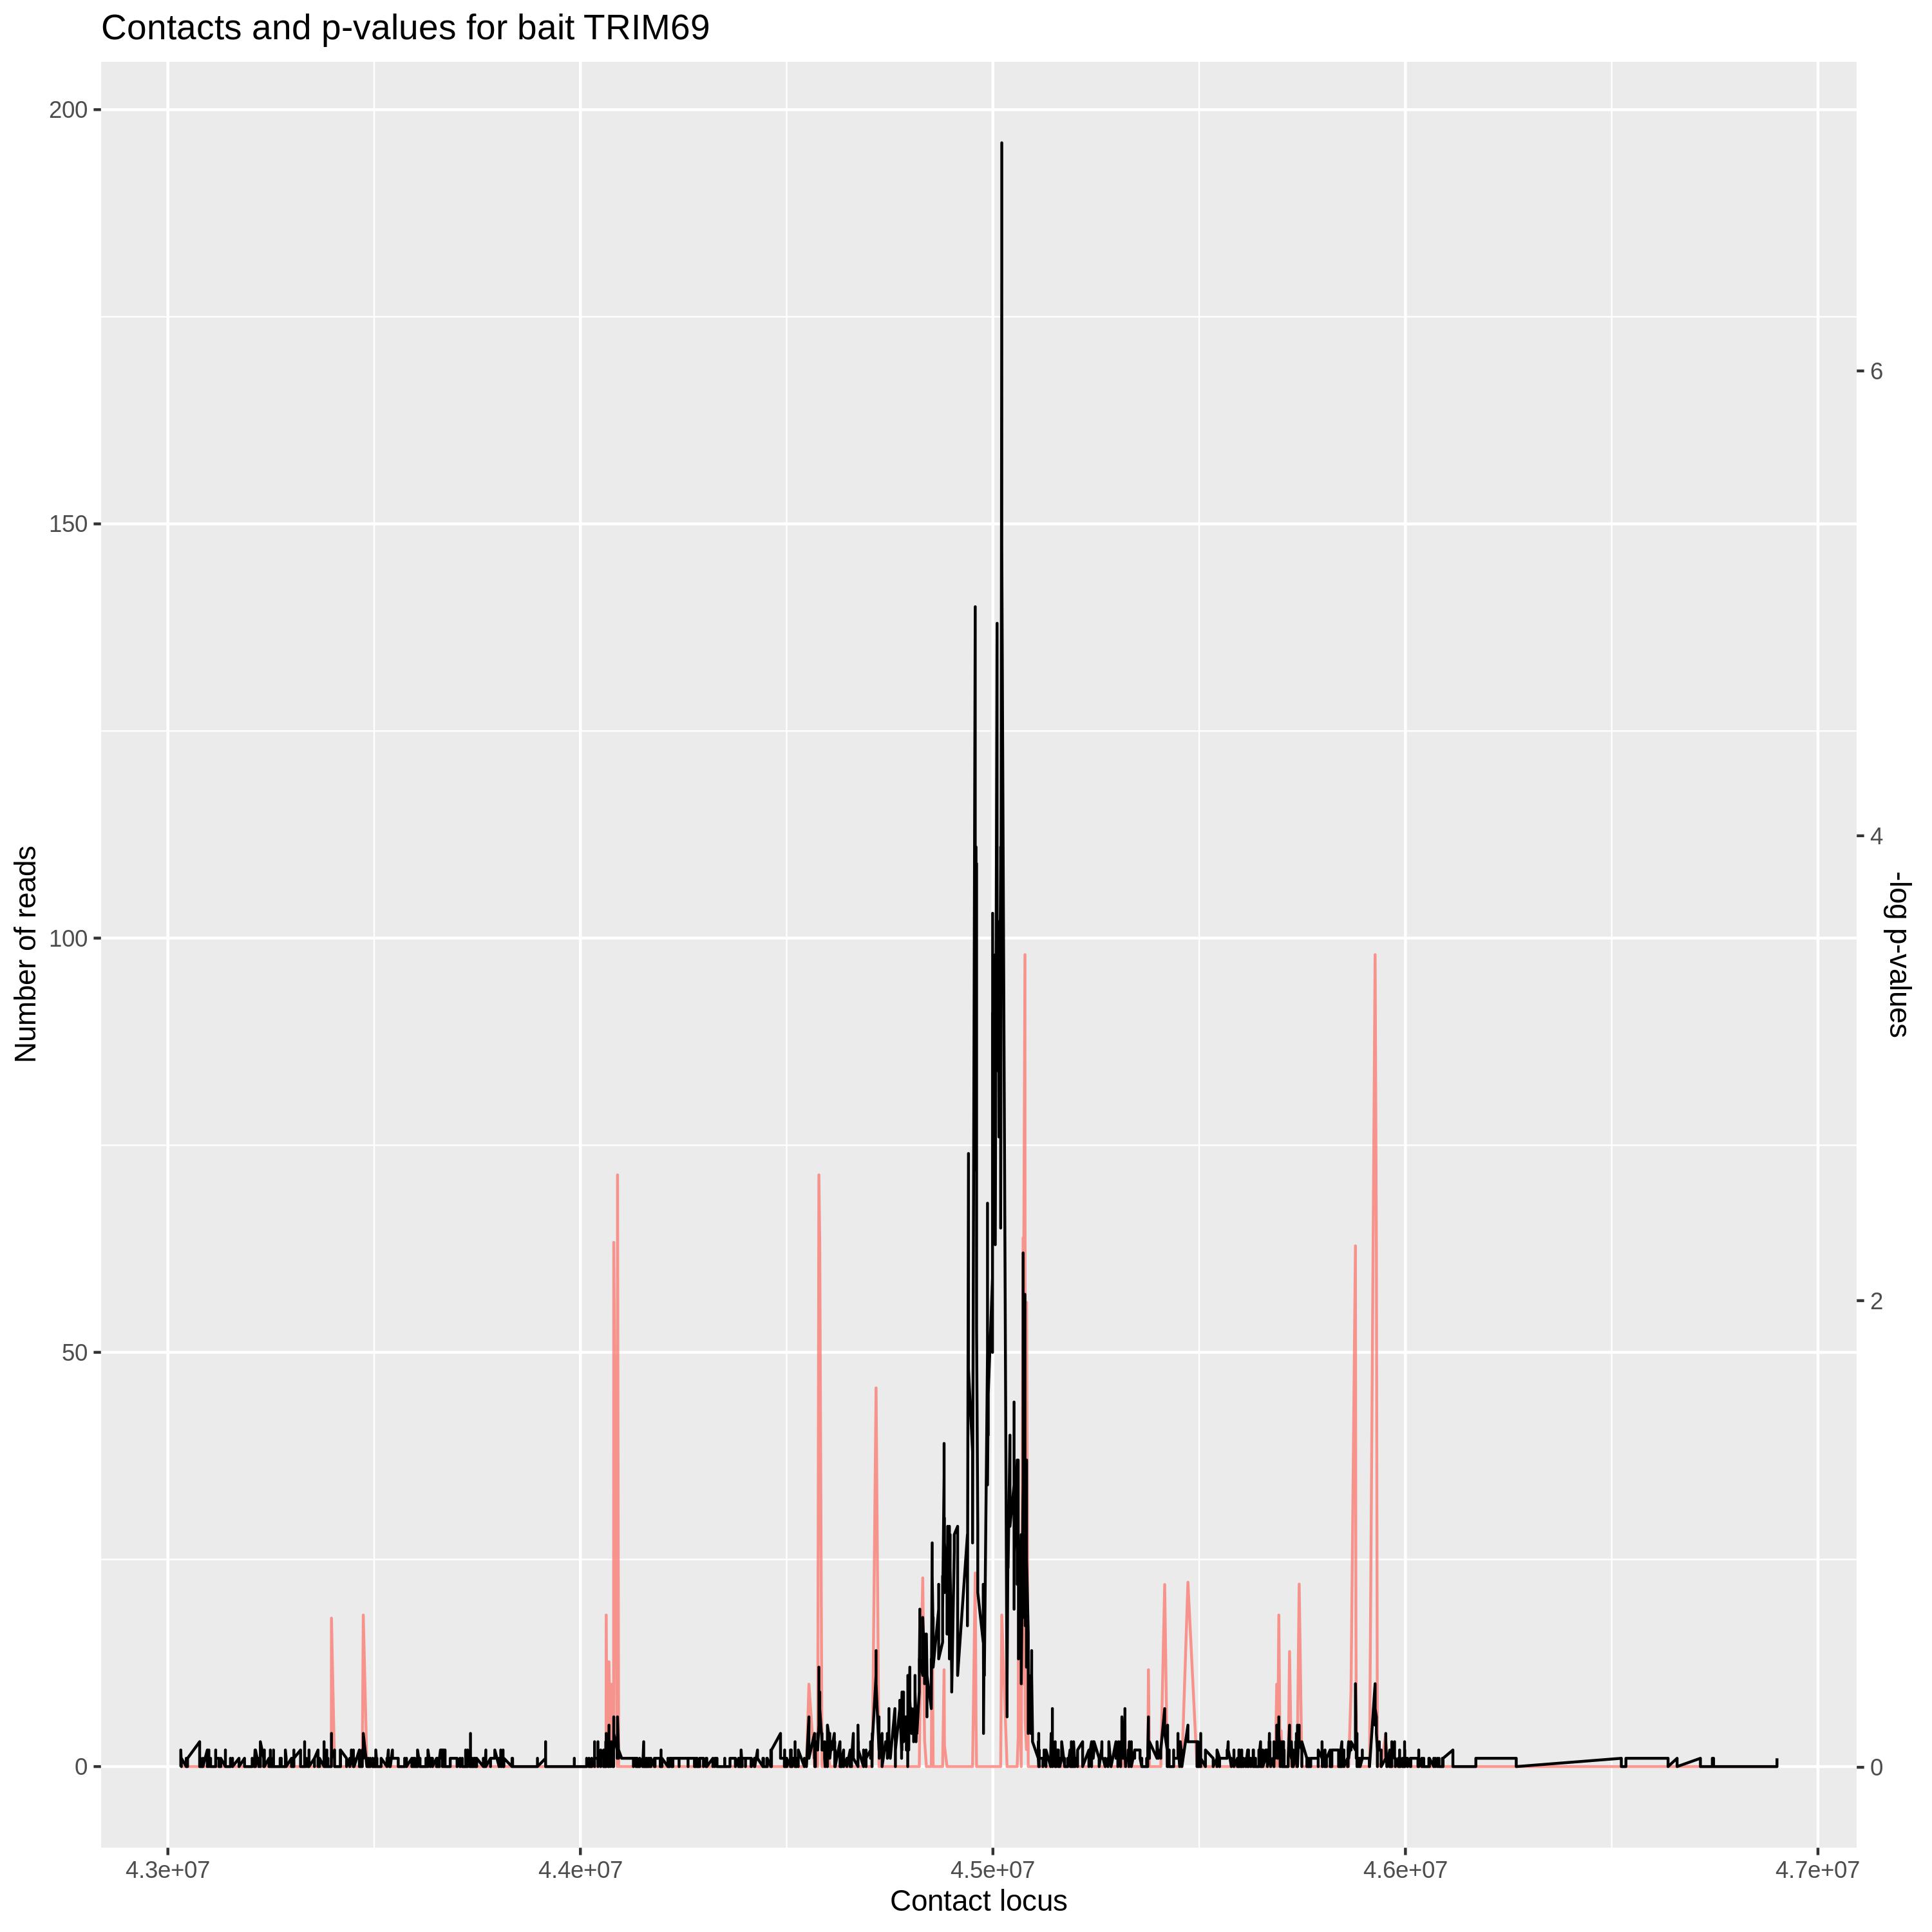 Contacts and p-values for bait TRIM69
200
150
100
50
0
Number of reads
6
4
2
0
-log p-values
4.3e+07
4.4e+07
4.5e+07
4.6e+07
4.7e+07
Contact locus